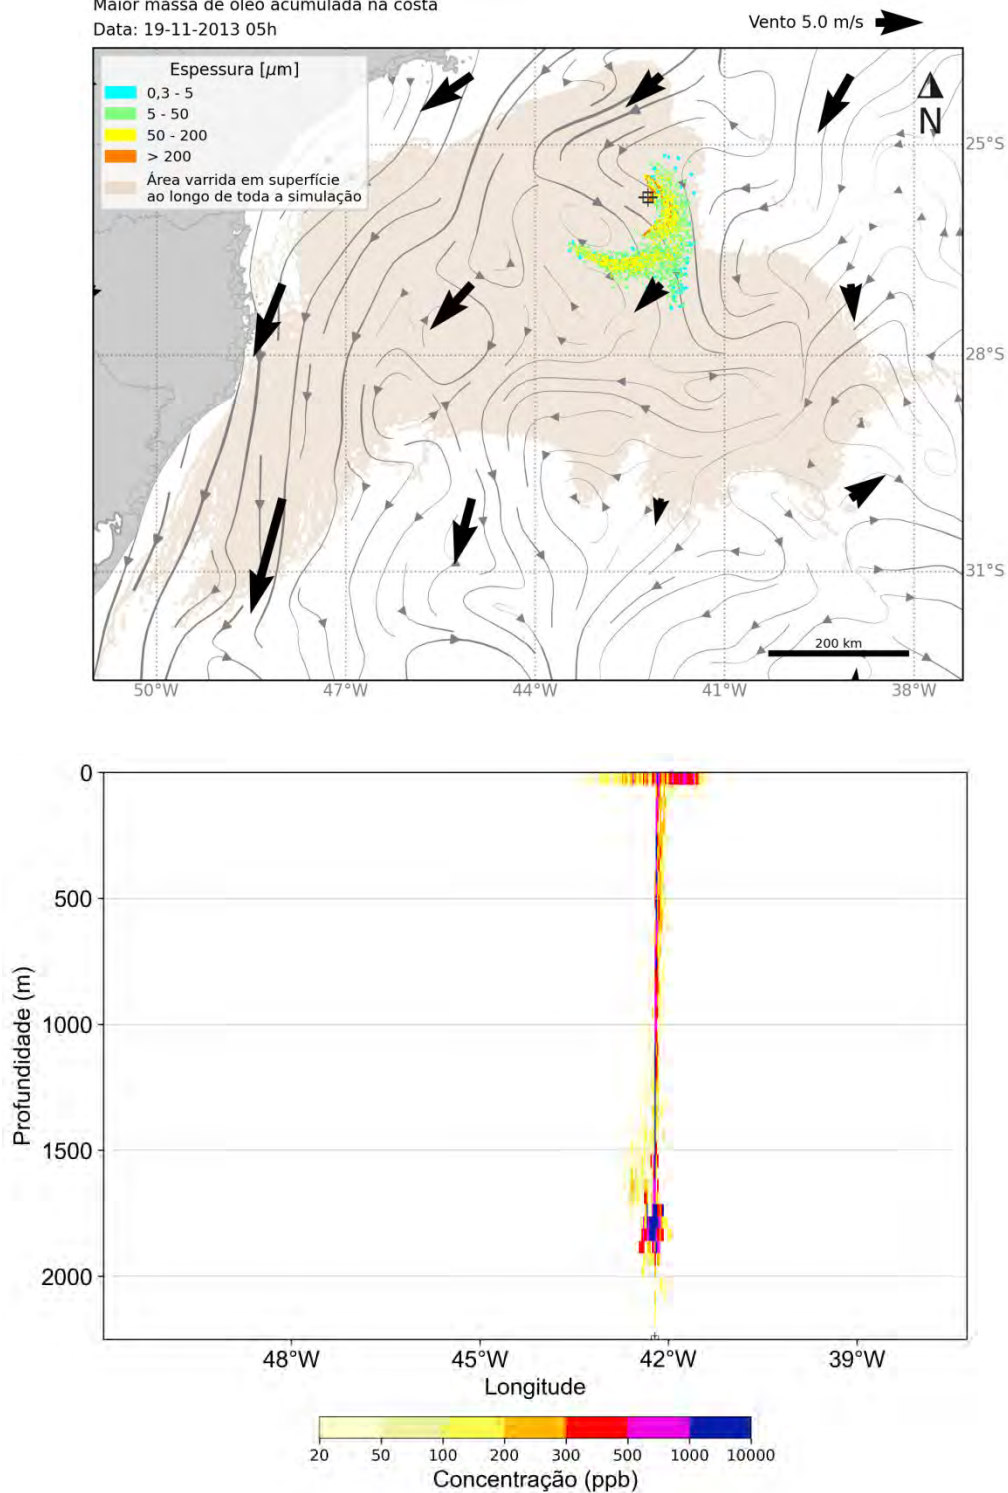 Maior massa de óleo acumulada na costa
Data: 19-11-2013 05h
Vento 5.0 m/s
Espessura [µm]
0,3 - 5
5 - 50
50 - 200
> 200
Área varrida em superfície
ao longo de toda a simulação
N
25°S
28°S
31°S
200 km
50°W 47°W 44°W 41°W 38°W
0
500
1000
1500
2000
Profundidade (m)
48°W 45°W 42°W 39°W
Longitude
20 50 100 200 300 500 1000 10000
Concentração (ppb)